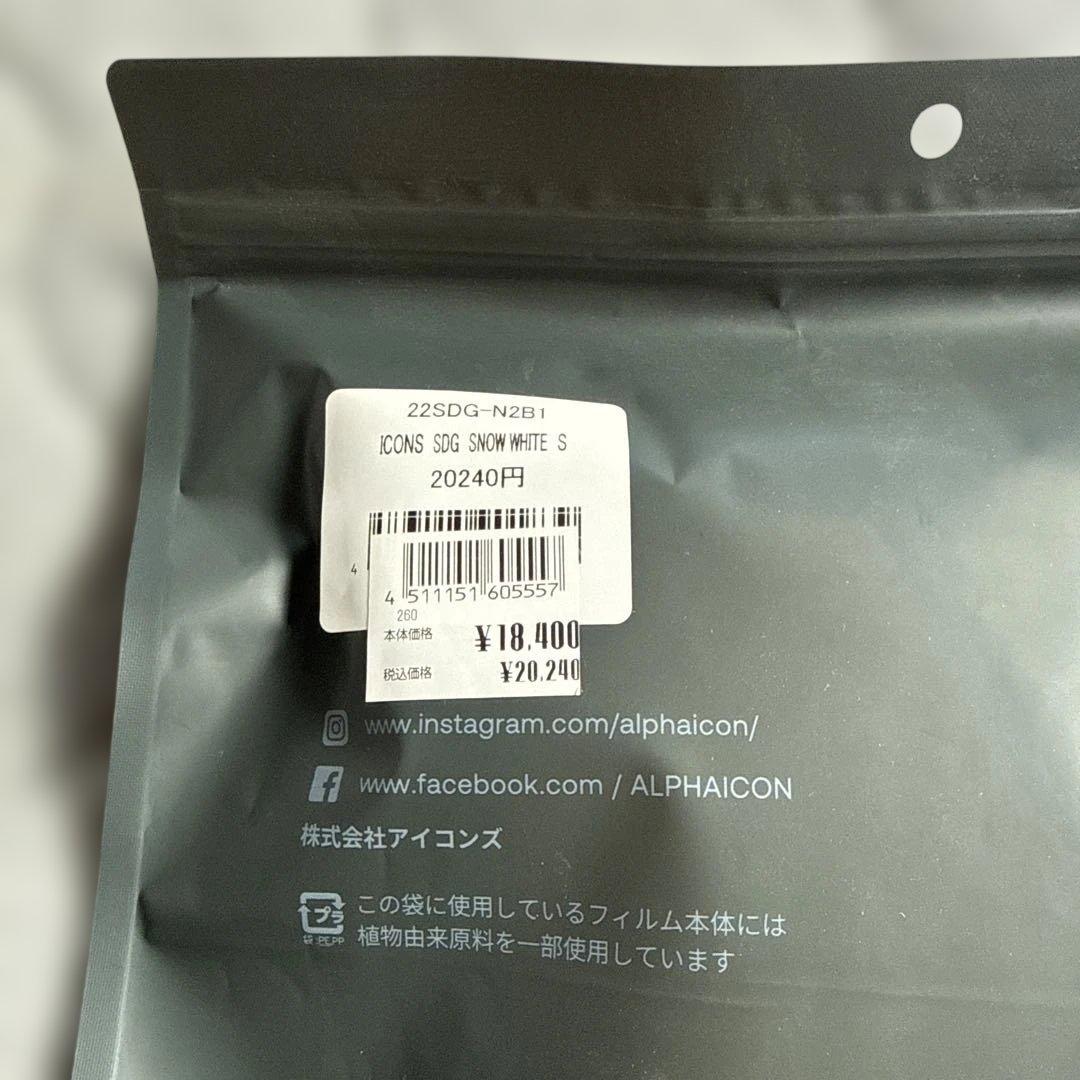 22SDG-N2B1
ICONS SDG SNOW WHITE S
20240円
4
4 511151 605557
260
本体価格 ¥18,400
税込価格 ¥20,240
www.instagram.com/alphaicon/
www.facebook.com / ALPHAICON
株式会社アイコンズ
プラ
袋:PE,PP
この袋に使用しているフィルム本体には
植物由来原料を一部使用しています